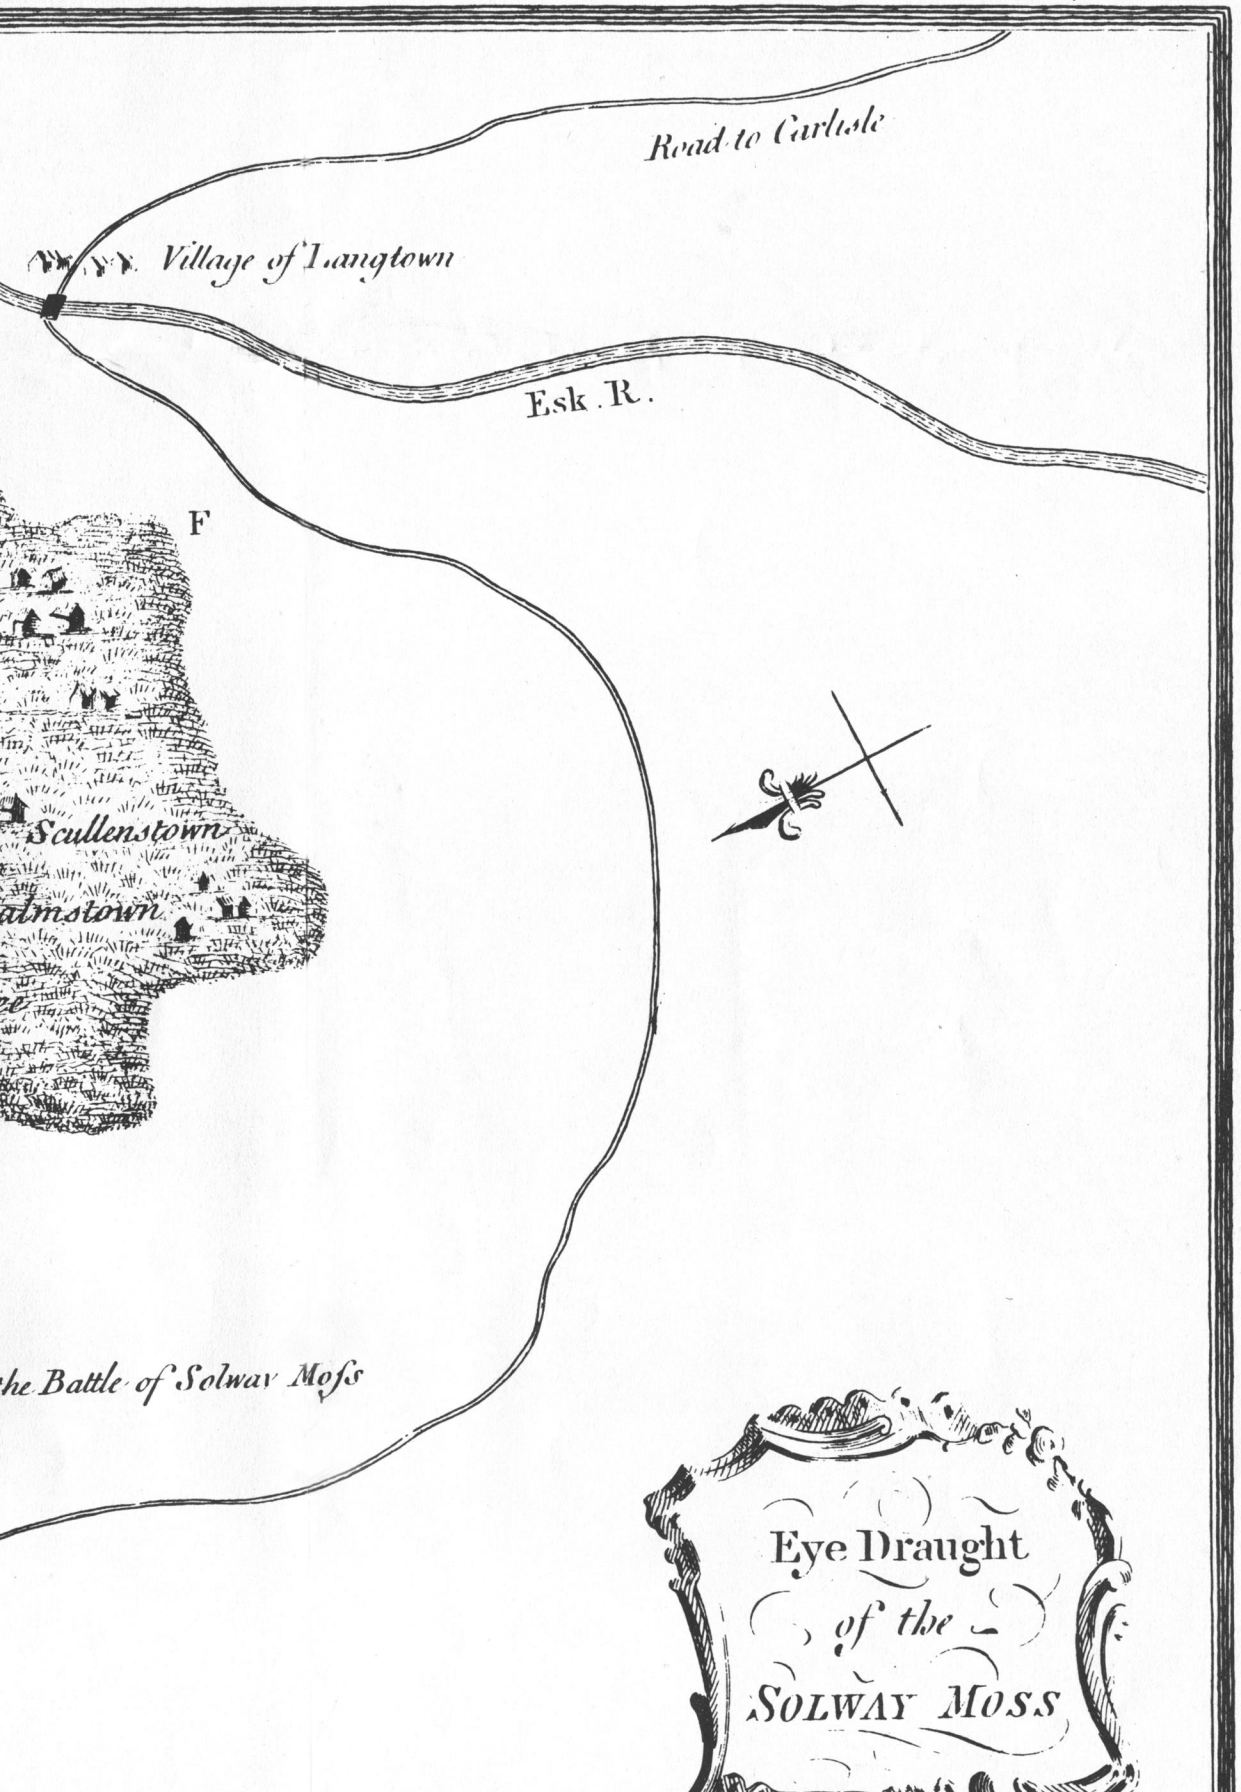 Road to Carlisle
Village of Langtown
Esk. R.
F
Scullenstown
almstown
ee
the Battle of Solway Moſs
Eye Draught
of the
SOLWAY MOSS